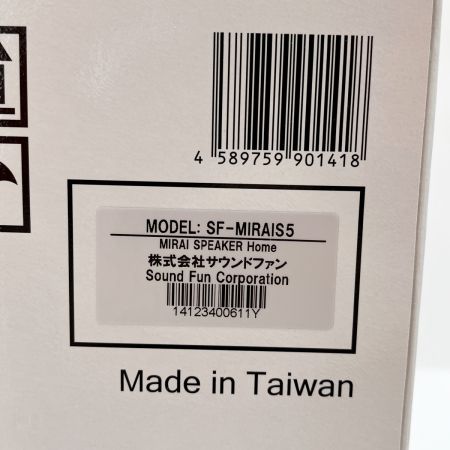 4 589759 901418
MODEL: SF-MIRAIS5
MIRAI SPEAKER Home
株式会社サウンドファン
Sound Fun Corporation
14123400611Y
Made in Taiwan